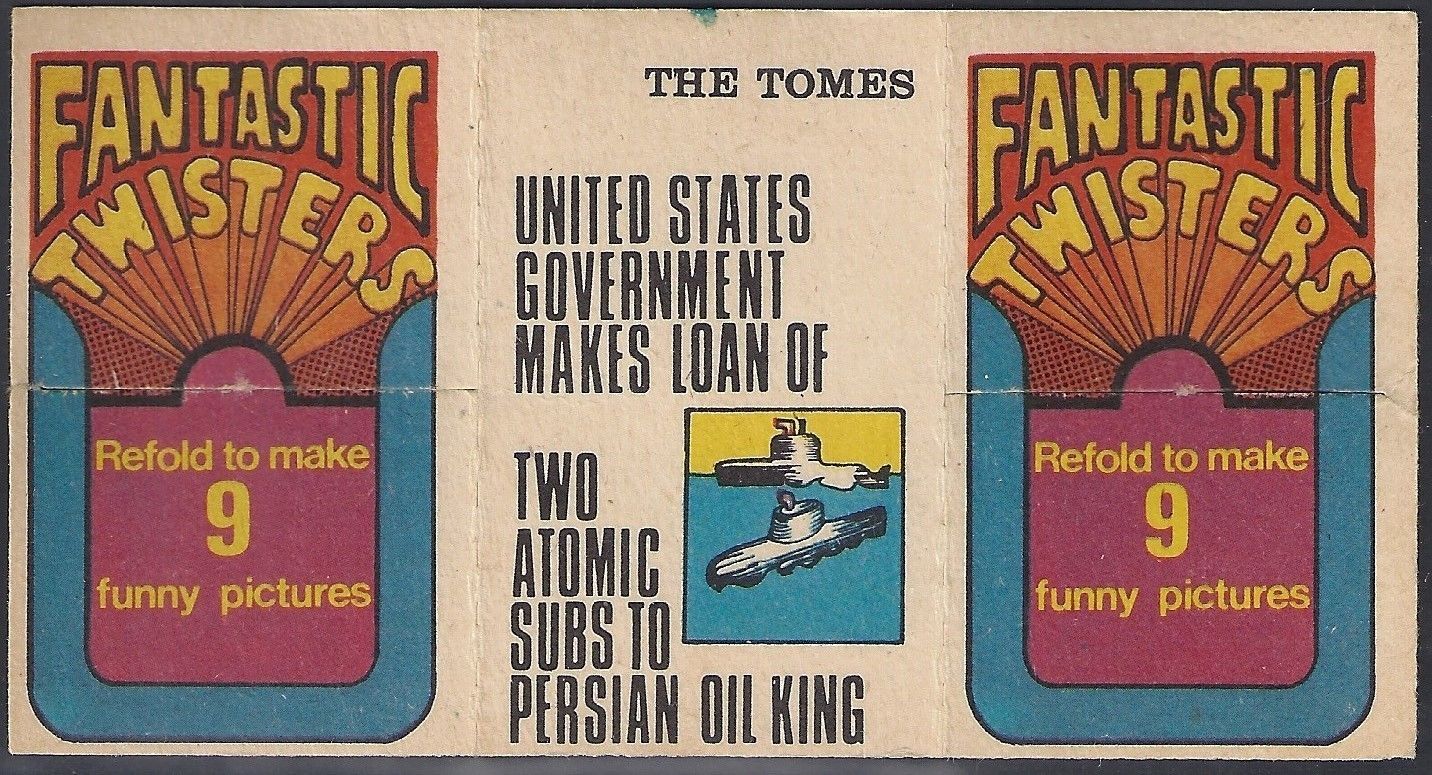 FANTASTIC
TWISTERS
Refold to make
9
funny pictures
THE TOMES
UNITED STATES
GOVERNMENT
MAKES LOAN OF
TWO
ATOMIC
SUBS TO
PERSIAN OIL KING
FANTASTIC
TWISTERS
Refold to make
9
funny pictures